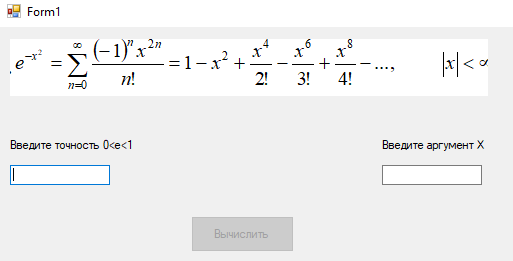 Form1
, e^{-x^2} = \sum_{n=0}^{\infty} \frac{(-1)^n x^{2n}}{n!} = 1 - x^2 + \frac{x^4}{2!} - \frac{x^6}{3!} + \frac{x^8}{4!} - ..., |x| < ∞
Введите точность 0<e<1 Введите аргумент X
Вычислить